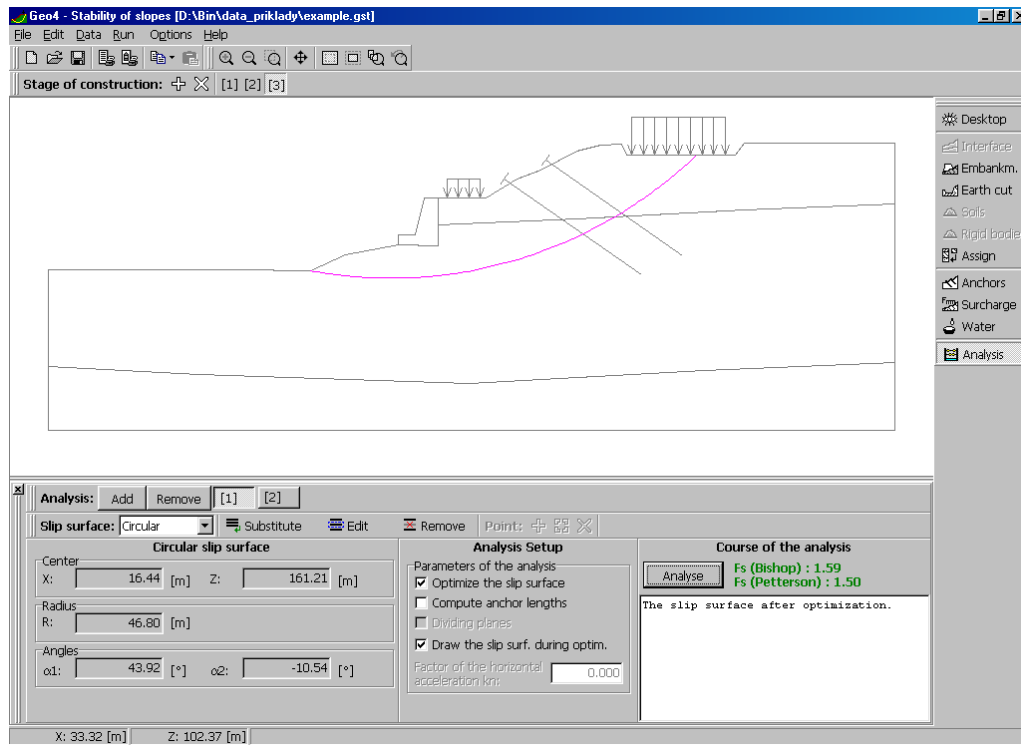 Geo4 - Stability of slopes [D:\Bin\data_priklady\example.gst]
File Edit Data Run Options Help
Stage of construction: [1] [2] [3]
Desktop
Interface
Embankm.
Earth cut
Soils
Rigid bodie
Assign
Anchors
Surcharge
Water
Analysis
Analysis: Add Remove [1] [2]
Slip surface: Circular Substitute Edit Remove Point:
Circular slip surface
Center
X: 16.44 [m] Z: 161.21 [m]
Radius
R: 46.80 [m]
Angles
α1: 43.92 [°] α2: -10.54 [°]
Analysis Setup
Parameters of the analysis
Optimize the slip surface
Compute anchor lengths
Dividing planes
Draw the slip surf. during optim.
Factor of the horizontal
acceleration kh: 0.000
Course of the analysis
Analyse
Fs (Bishop) : 1.59
Fs (Petterson) : 1.50
The slip surface after optimization.
X: 33.32 [m] Z: 102.37 [m]